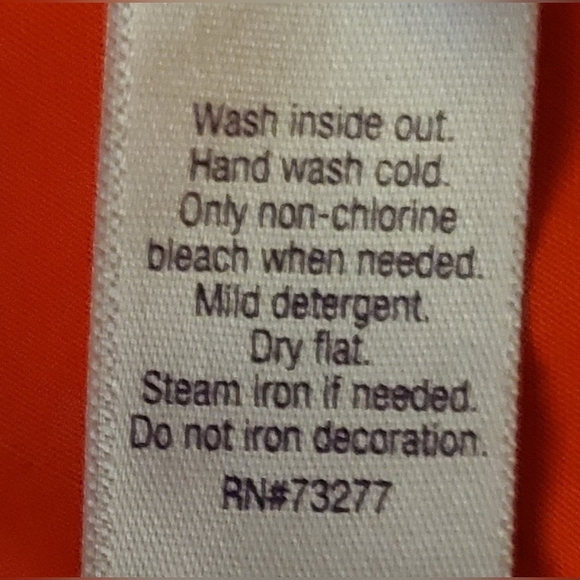 Wash inside out.
Hand wash cold.
Only non-chlorine
bleach when needed.
Mild detergent.
Dry flat.
Steam iron if needed.
Do not iron decoration.
RN#73277